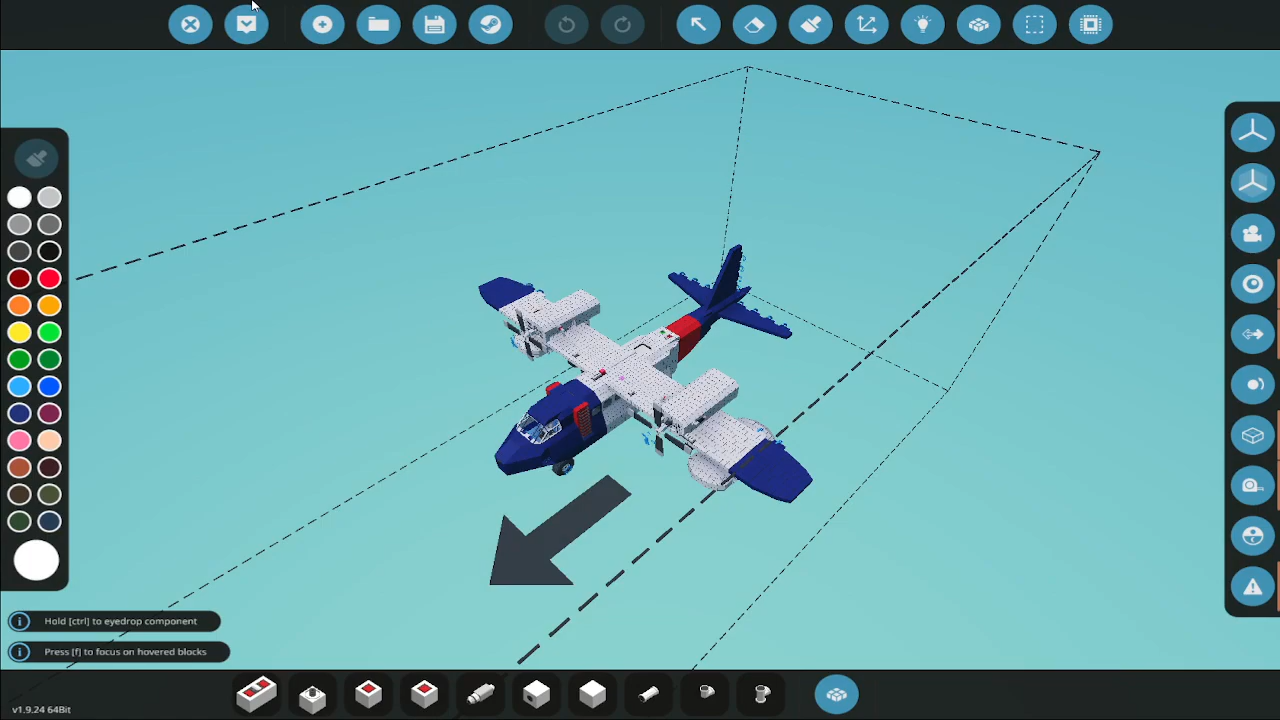 Hold [ctrl] to eyedrop component
Press [f] to focus on hovered blocks
v1.9.24 64Bit